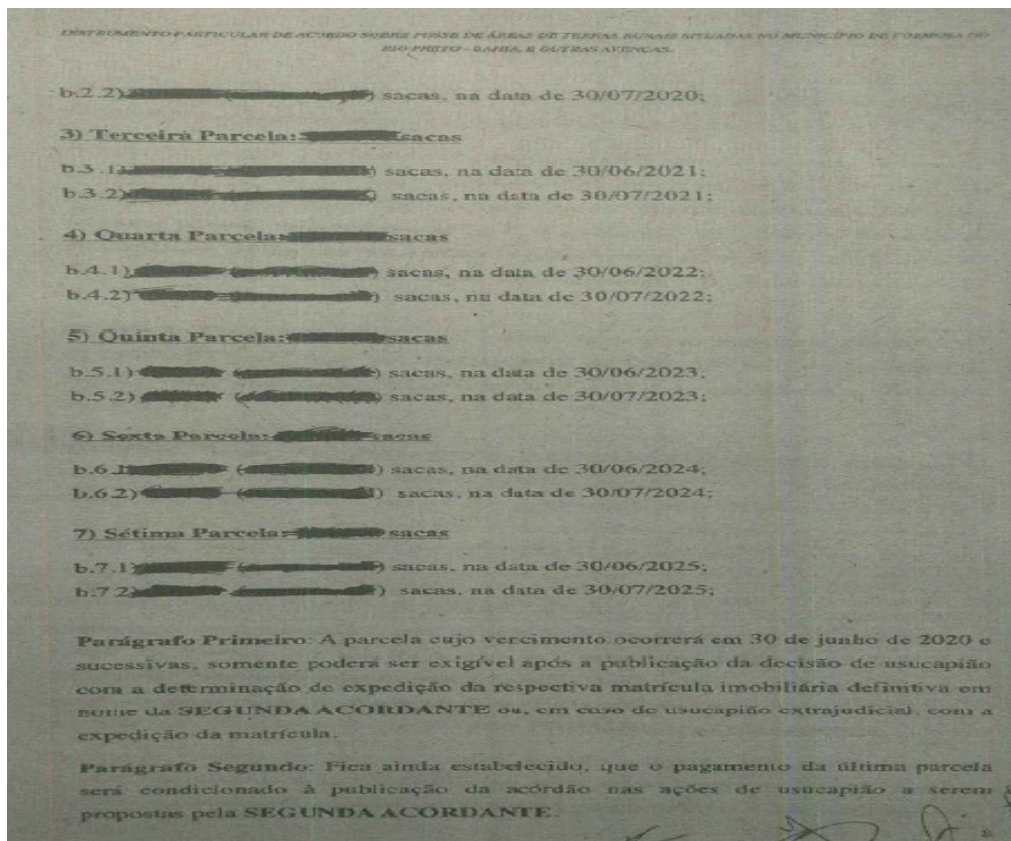 INSTRUMENTO PARTICULAR DE ACORDO SOBRE POSSE DE ÁREAS DE TERRAS RURAIS SITUADAS NO MUNICÍPIO DE FORMOSA DO
RIO PRETO - BAHIA, E OUTRAS AVENÇAS.
b.2.2) sacas, na data de 30/07/2020;
3) Terceira Parcela: sacas
b.3.1) sacas, na data de 30/06/2021;
b.3.2) sacas, na data de 30/07/2021;
4) Quarta Parcela: sacas
b.4.1) sacas, na data de 30/06/2022;
b.4.2) sacas, na data de 30/07/2022;
5) Quinta Parcela: sacas
b.5.1) sacas, na data de 30/06/2023;
b.5.2) sacas, na data de 30/07/2023;
6) Sexta Parcela: sacas
b.6.1 sacas, na data de 30/06/2024;
b.6.2) sacas, na data de 30/07/2024;
7) Sétima Parcela: sacas
b.7.1) sacas, na data de 30/06/2025;
b.7.2) sacas, na data de 30/07/2025;
Parágrafo Primeiro: A parcela cujo vencimento ocorrerá em 30 de junho de 2020 e
sucessivas, somente poderá ser exigível após a publicação da decisão de usucapião
com a determinação de expedição da respectiva matrícula imobiliária definitiva em
nome da SEGUNDA ACORDANTE ou, em caso de usucapião extrajudicial, com a
expedição da matrícula.
Parágrafo Segundo: Fica ainda estabelecido, que o pagamento da última parcela
será condicionado à publicação da acórdão nas ações de usucapião a serem
propostas pela SEGUNDA ACORDANTE.